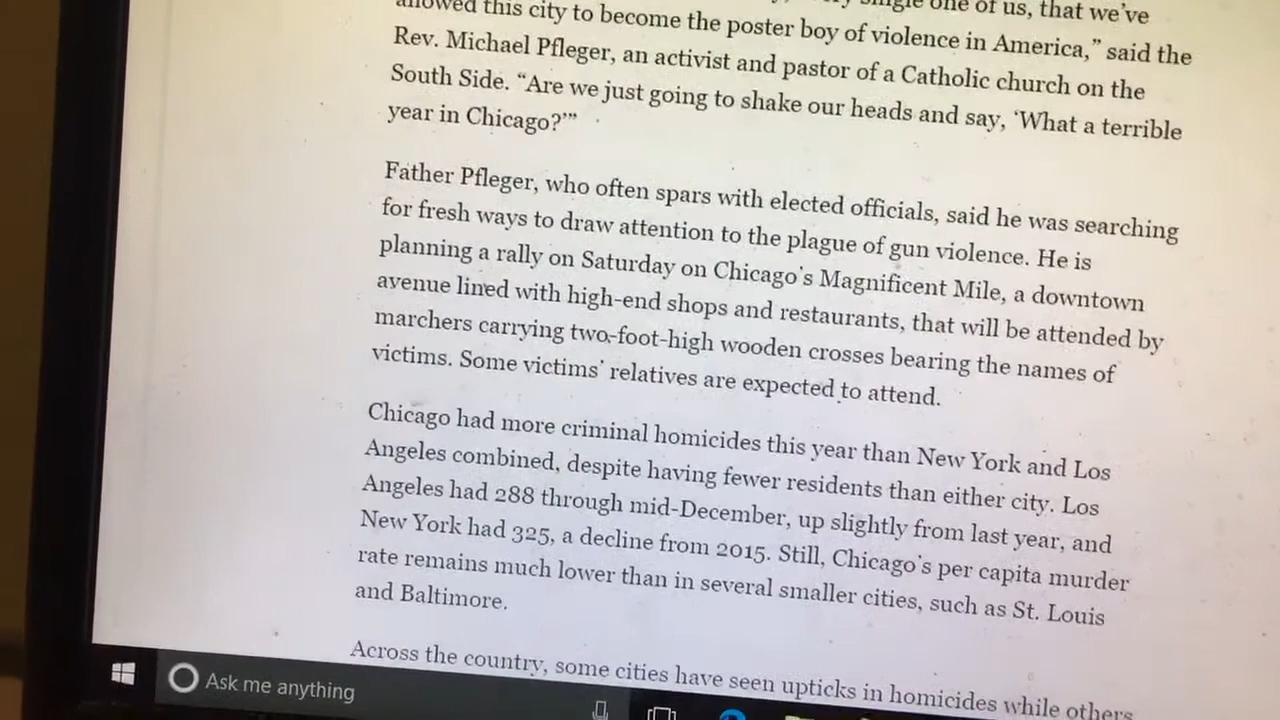 single one of us, that we've
allowed this city to become the poster boy of violence in America,” said the
Rev. Michael Pfleger, an activist and pastor of a Catholic church on the
South Side. “Are we just going to shake our heads and say, ‘What a terrible
year in Chicago?’”
Father Pfleger, who often spars with elected officials, said he was searching
for fresh ways to draw attention to the plague of gun violence. He is
planning a rally on Saturday on Chicago's Magnificent Mile, a downtown
avenue lined with high-end shops and restaurants, that will be attended by
marchers carrying two-foot-high wooden crosses bearing the names of
victims. Some victims' relatives are expected to attend.
Chicago had more criminal homicides this year than New York and Los
Angeles combined, despite having fewer residents than either city. Los
Angeles had 288 through mid-December, up slightly from last year, and
New York had 325, a decline from 2015. Still, Chicago's per capita murder
rate remains much lower than in several smaller cities, such as St. Louis
and Baltimore.
Across the country, some cities have seen upticks in homicides while others
Ask me anything